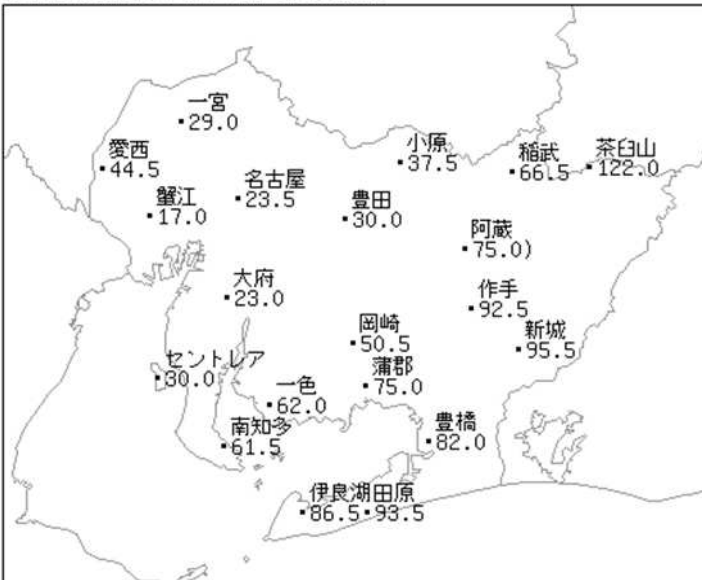 一宮
29.0
小原
37.5
愛西
44.5
稲武
66.5
茶臼山
122.0
名古屋
23.5
蟹江
17.0
豊田
30.0
阿蔵
75.0)
大府
23.0
作手
92.5
岡崎
50.5
新城
95.5
セントレア
30.0
蒲郡
75.0
一色
62.0
南知多
61.5
豊橋
82.0
伊良湖
86.5
田原
93.5